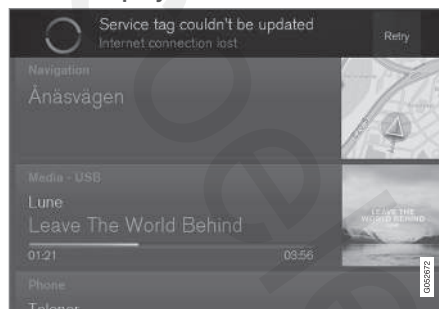 Service tag couldn't be updated
Internet connection lost
Retry
Navigation
Ånäsvägen
Media - USB
Lune
Leave The World Behind
01:21
03:56
LEAVE THE
WORLD BEHIND
Phone
G052672